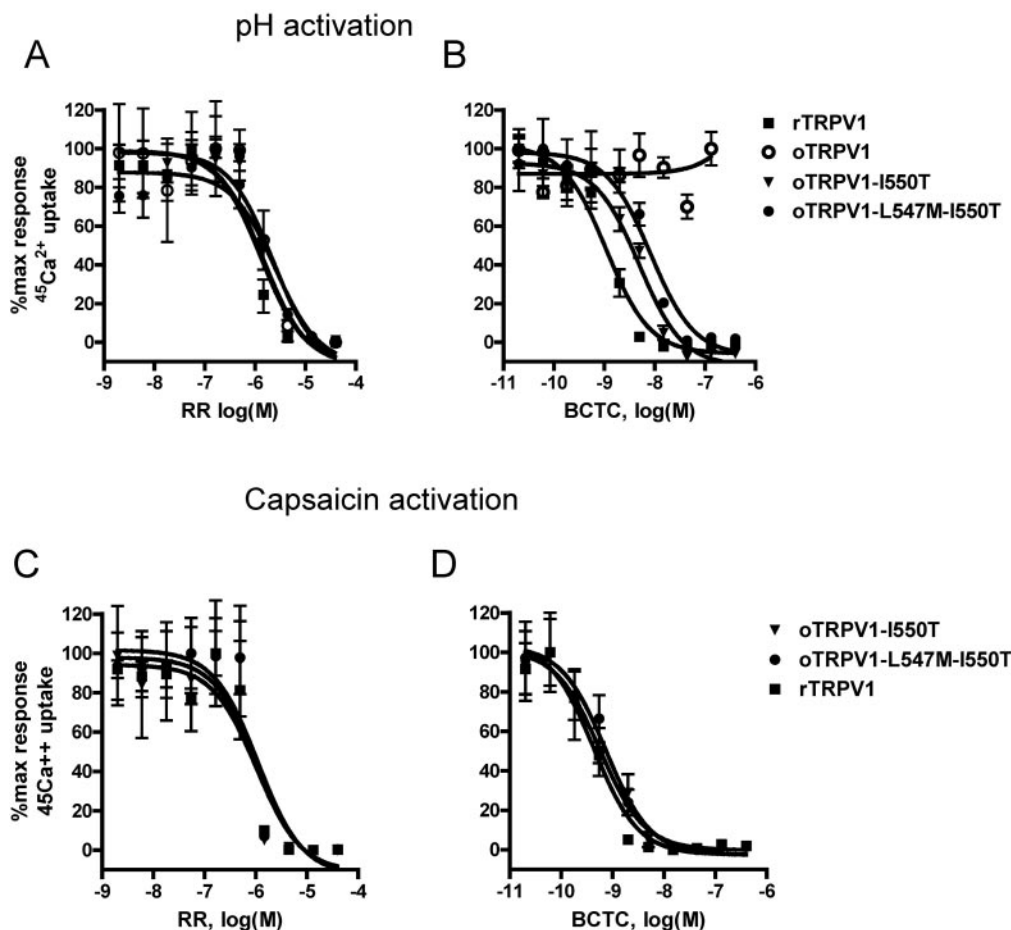 pH activation
A
B
120
100
80
60
40
20
0
%max response
45Ca2+ uptake
-9 -8 -7 -6 -5 -4
RR log(M)
120
100
80
60
40
20
0
-11 -10 -9 -8 -7 -6
BCTC, log(M)
rTRPV1
oTRPV1
oTRPV1-I550T
oTRPV1-L547M-I550T
Capsaicin activation
C
D
120
100
80
60
40
20
0
%max response
45Ca++ uptake
-9 -8 -7 -6 -5 -4
RR, log(M)
120
100
80
60
40
20
0
-11 -10 -9 -8 -7 -6
BCTC, log(M)
oTRPV1-I550T
oTRPV1-L547M-I550T
rTRPV1